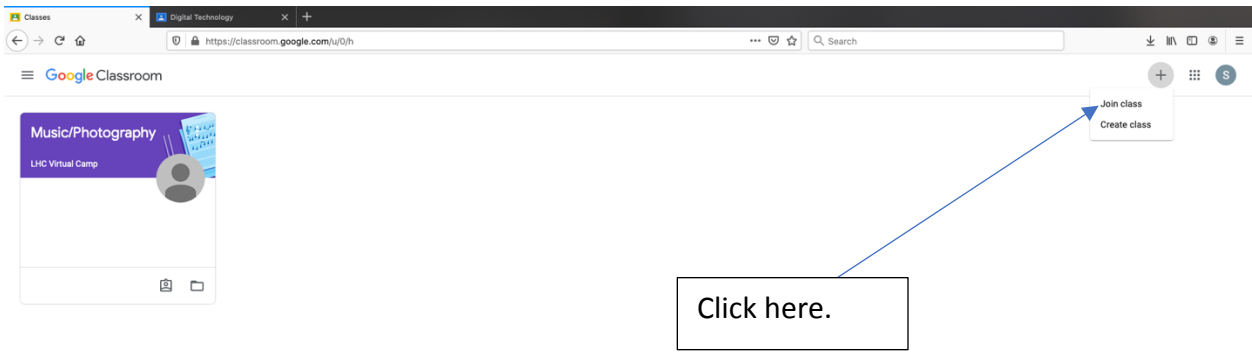 Classes
Digital Technology
https://classroom.google.com/u/0/h
Search
Google Classroom
S
Join class
Create class
Music/Photography
LHC Virtual Camp
Click here.